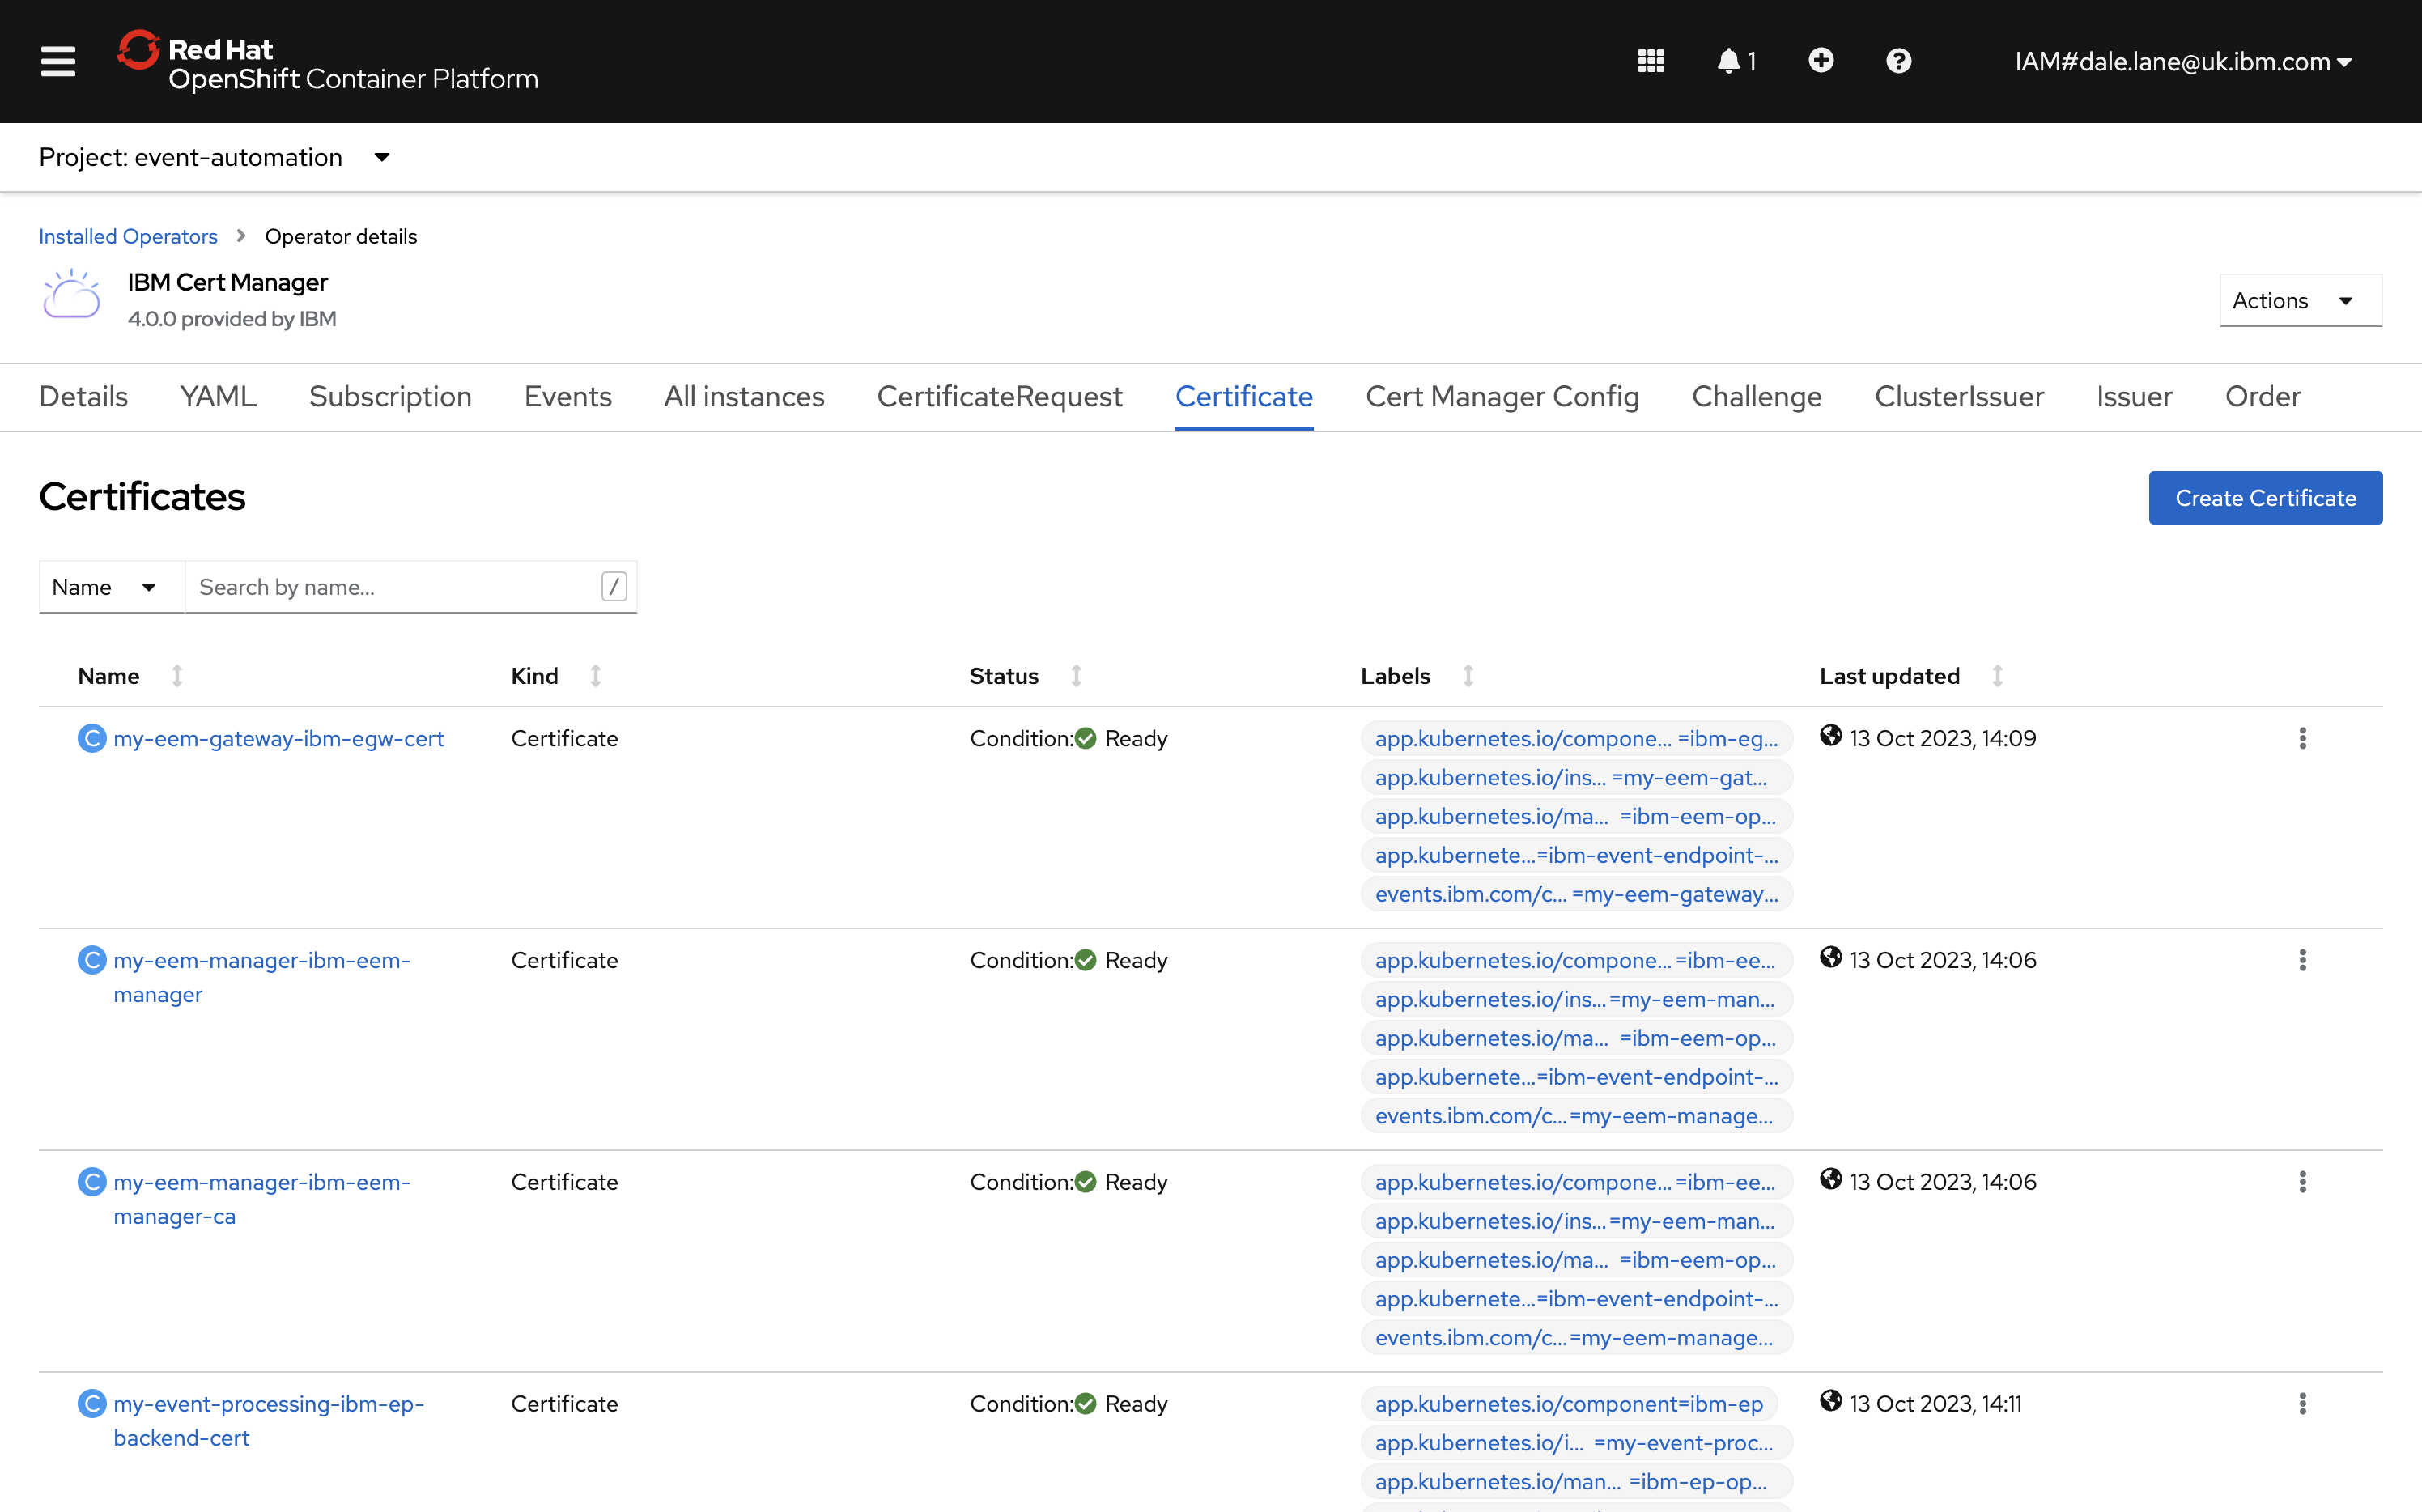 Red Hat
OpenShift Container Platform
1
IAM#dale.lane@uk.ibm.com
Project: event-automation
Installed Operators
Operator details
IBM Cert Manager
4.0.0 provided by IBM
Actions
Details YAML Subscription Events All instances CertificateRequest Certificate Cert Manager Config Challenge ClusterIssuer Issuer Order
Certificates
Create Certificate
Name
Search by name...
/
Name Kind Status Labels Last updated
C my-eem-gateway-ibm-egw-cert Certificate Condition: Ready app.kubernetes.io/compone... =ibm-eg... 13 Oct 2023, 14:09
app.kubernetes.io/ins... =my-eem-gat...
app.kubernetes.io/ma... =ibm-eem-op...
app.kubernete...=ibm-event-endpoint-...
events.ibm.com/c... =my-eem-gateway...
C my-eem-manager-ibm-eem- Certificate Condition: Ready app.kubernetes.io/compone... =ibm-ee... 13 Oct 2023, 14:06
manager app.kubernetes.io/ins... =my-eem-man...
app.kubernetes.io/ma... =ibm-eem-op...
app.kubernete...=ibm-event-endpoint-...
events.ibm.com/c... =my-eem-manage...
C my-eem-manager-ibm-eem- Certificate Condition: Ready app.kubernetes.io/compone... =ibm-ee... 13 Oct 2023, 14:06
manager-ca app.kubernetes.io/ins... =my-eem-man...
app.kubernetes.io/ma... =ibm-eem-op...
app.kubernete...=ibm-event-endpoint-...
events.ibm.com/c... =my-eem-manage...
C my-event-processing-ibm-ep- Certificate Condition: Ready app.kubernetes.io/component=ibm-ep 13 Oct 2023, 14:11
backend-cert app.kubernetes.io/i... =my-event-proc...
app.kubernetes.io/man... =ibm-ep-op...